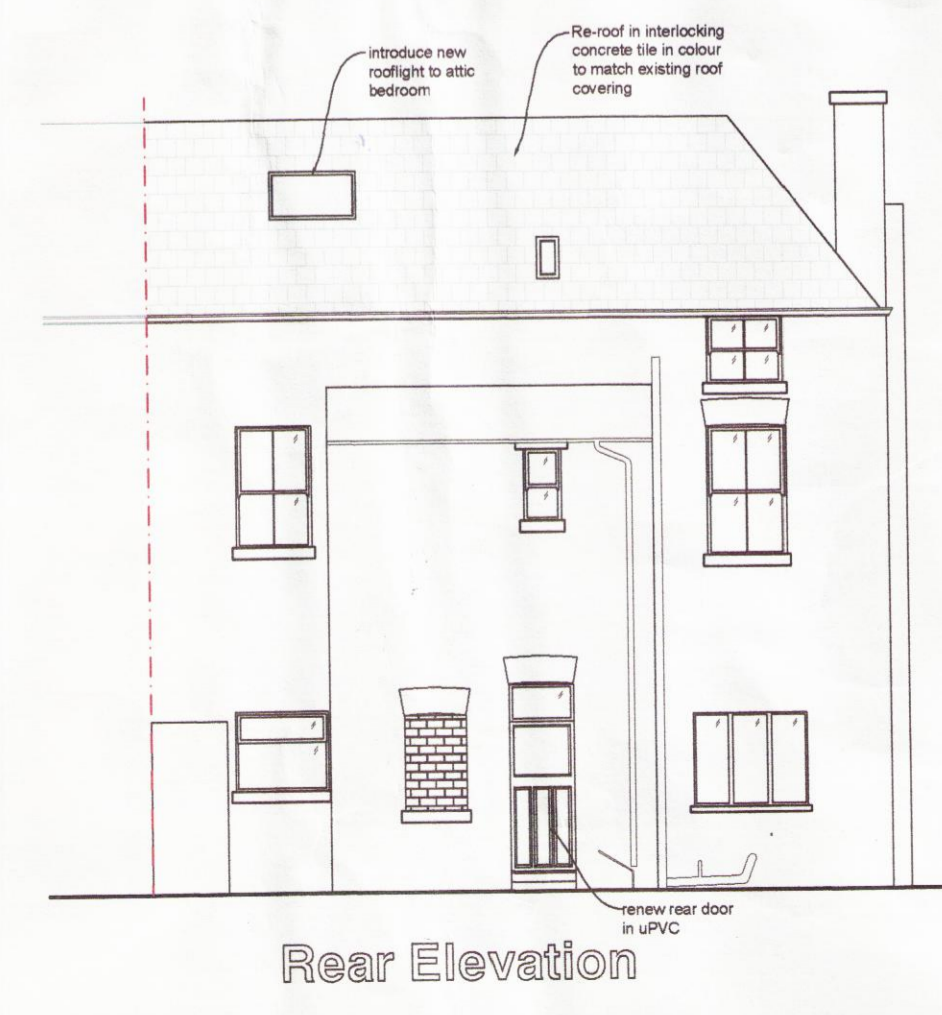 Re-roof in interlocking
concrete tile in colour
to match existing roof
covering
introduce new
rooflight to attic
bedroom
renew rear door
in uPVC
Rear Elevation